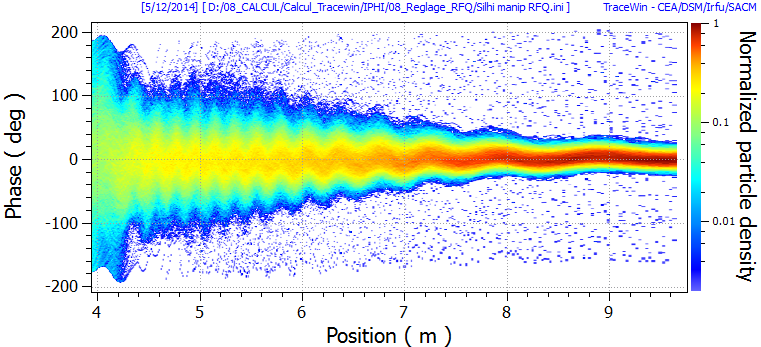 [5/12/2014] [ D:/08_CALCUL/Calcul_Tracewin/IPHI/08_Reglage_RFQ/Silhi manip RFQ.ini ] TraceWin - CEA/DSM/Irfu/SACM
Phase ( deg )
200
100
0
-100
-200
4 5 6 7 8 9
Position ( m )
1
0.1
0.01
Normalized particle density